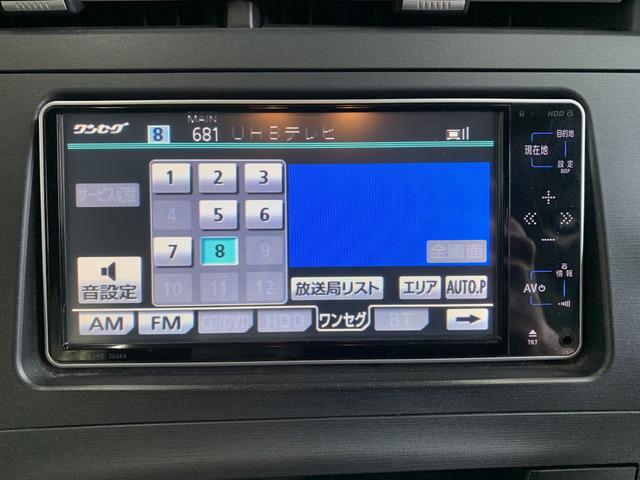 HDD
ワンセグ 8 MAIN 681 UHBテレビ
目的地
現在地
設定
DISP
サービス切替
1 2 3
4 5 6
7 8 9
10 11 12
全画面
音設定
放送局リスト エリア AUTO.P
情報
AV
AM FM CD/DVD HDD ワンセグ BT
TILT
36064